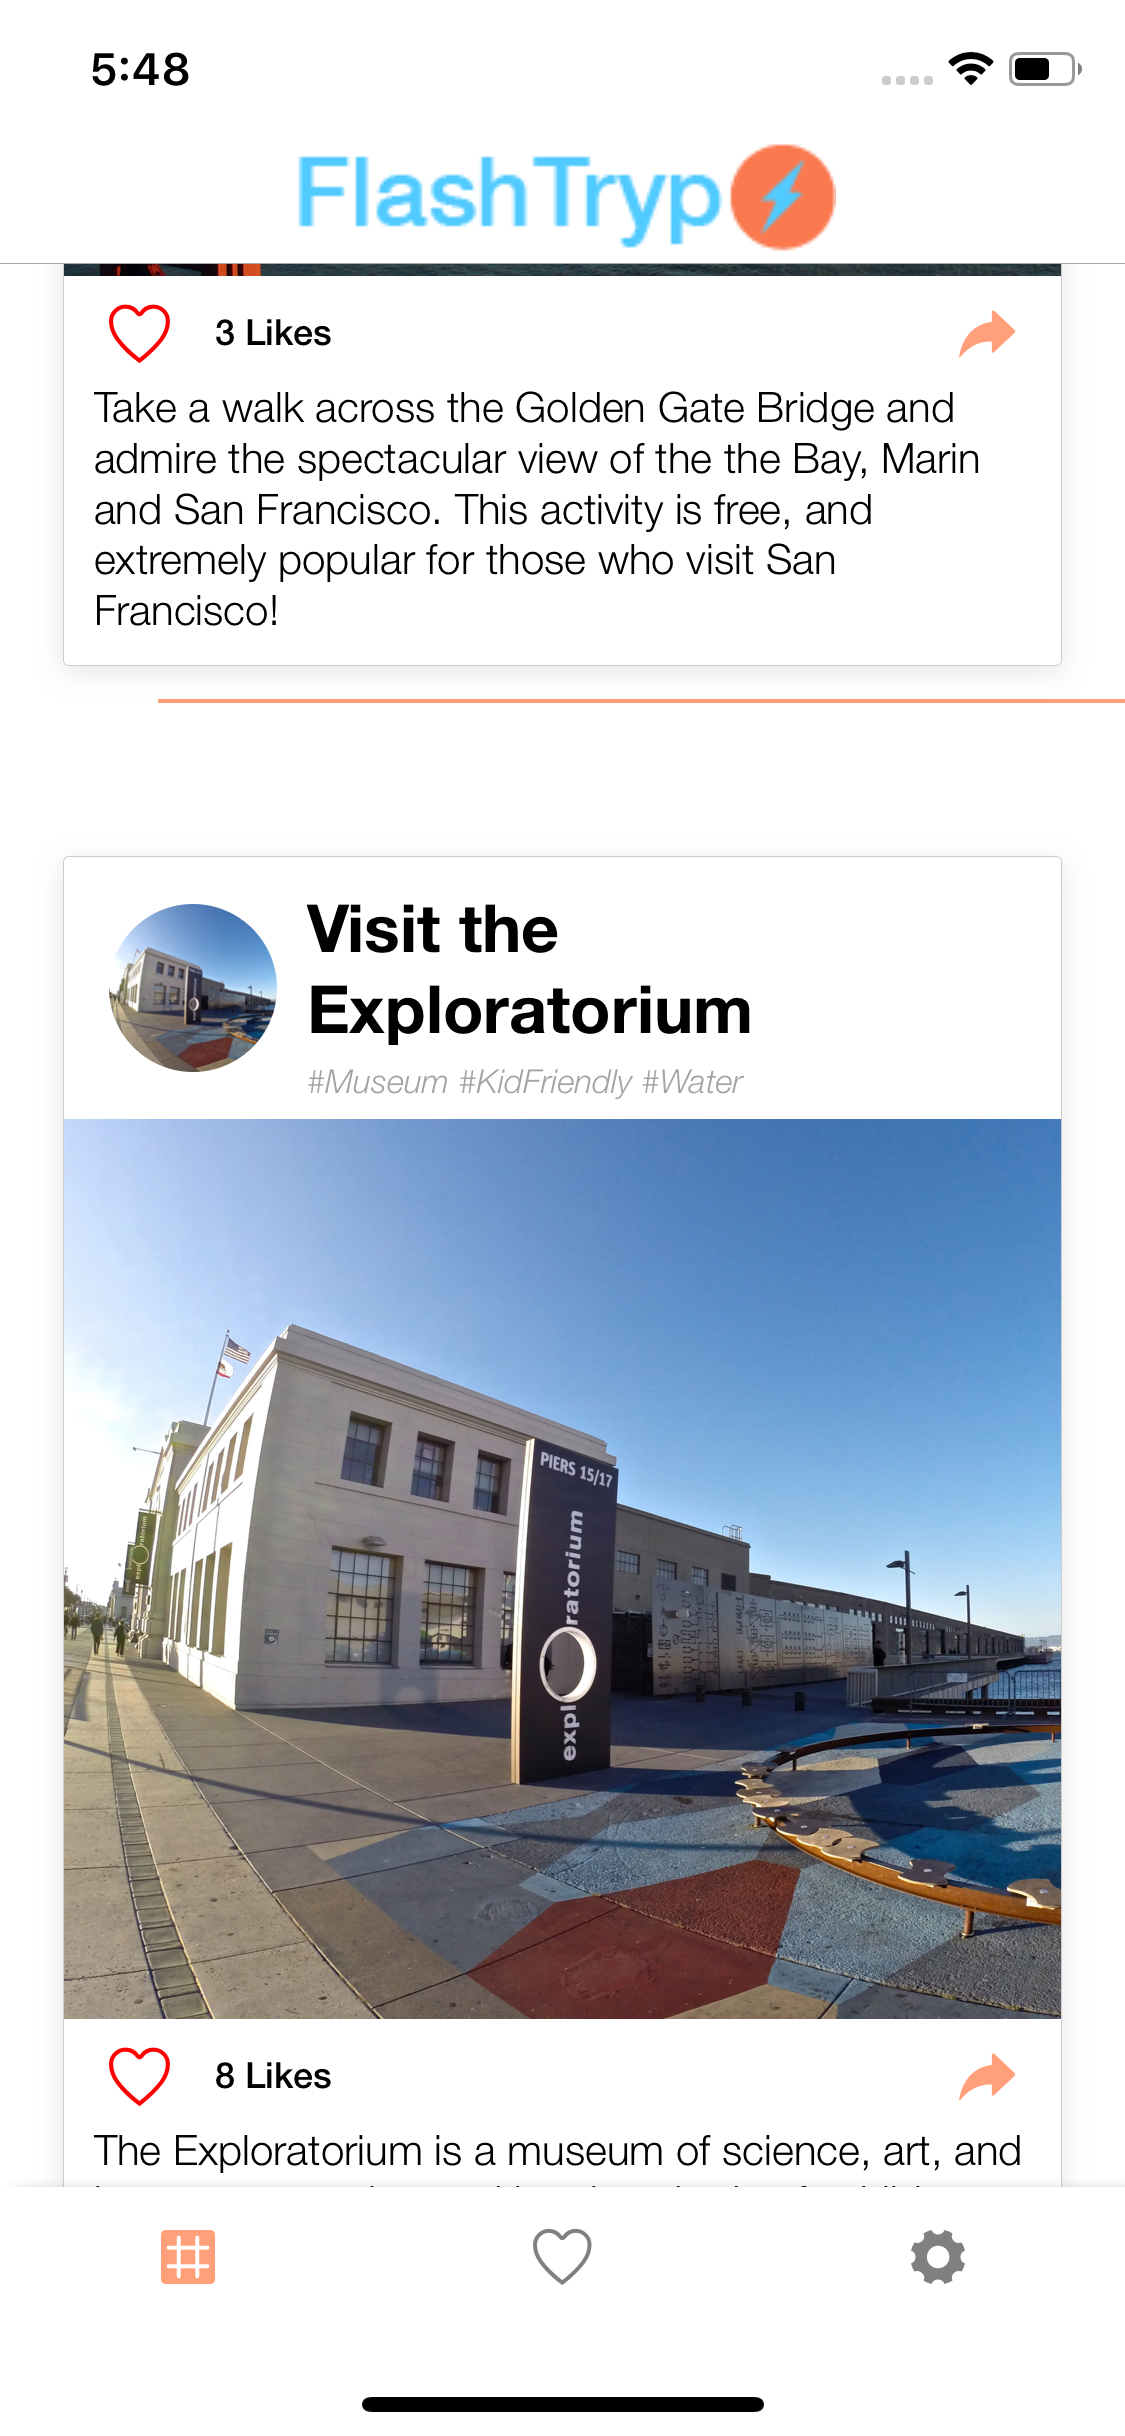 5:48
FlashTryp
3 Likes
Take a walk across the Golden Gate Bridge and
admire the spectacular view of the the Bay, Marin
and San Francisco. This activity is free, and
extremely popular for those who visit San
Francisco!
Visit the
Exploratorium
#Museum #KidFriendly #Water
PIERS 15/17
exploratorium
exploratorium
8 Likes
The Exploratorium is a museum of science, art, and